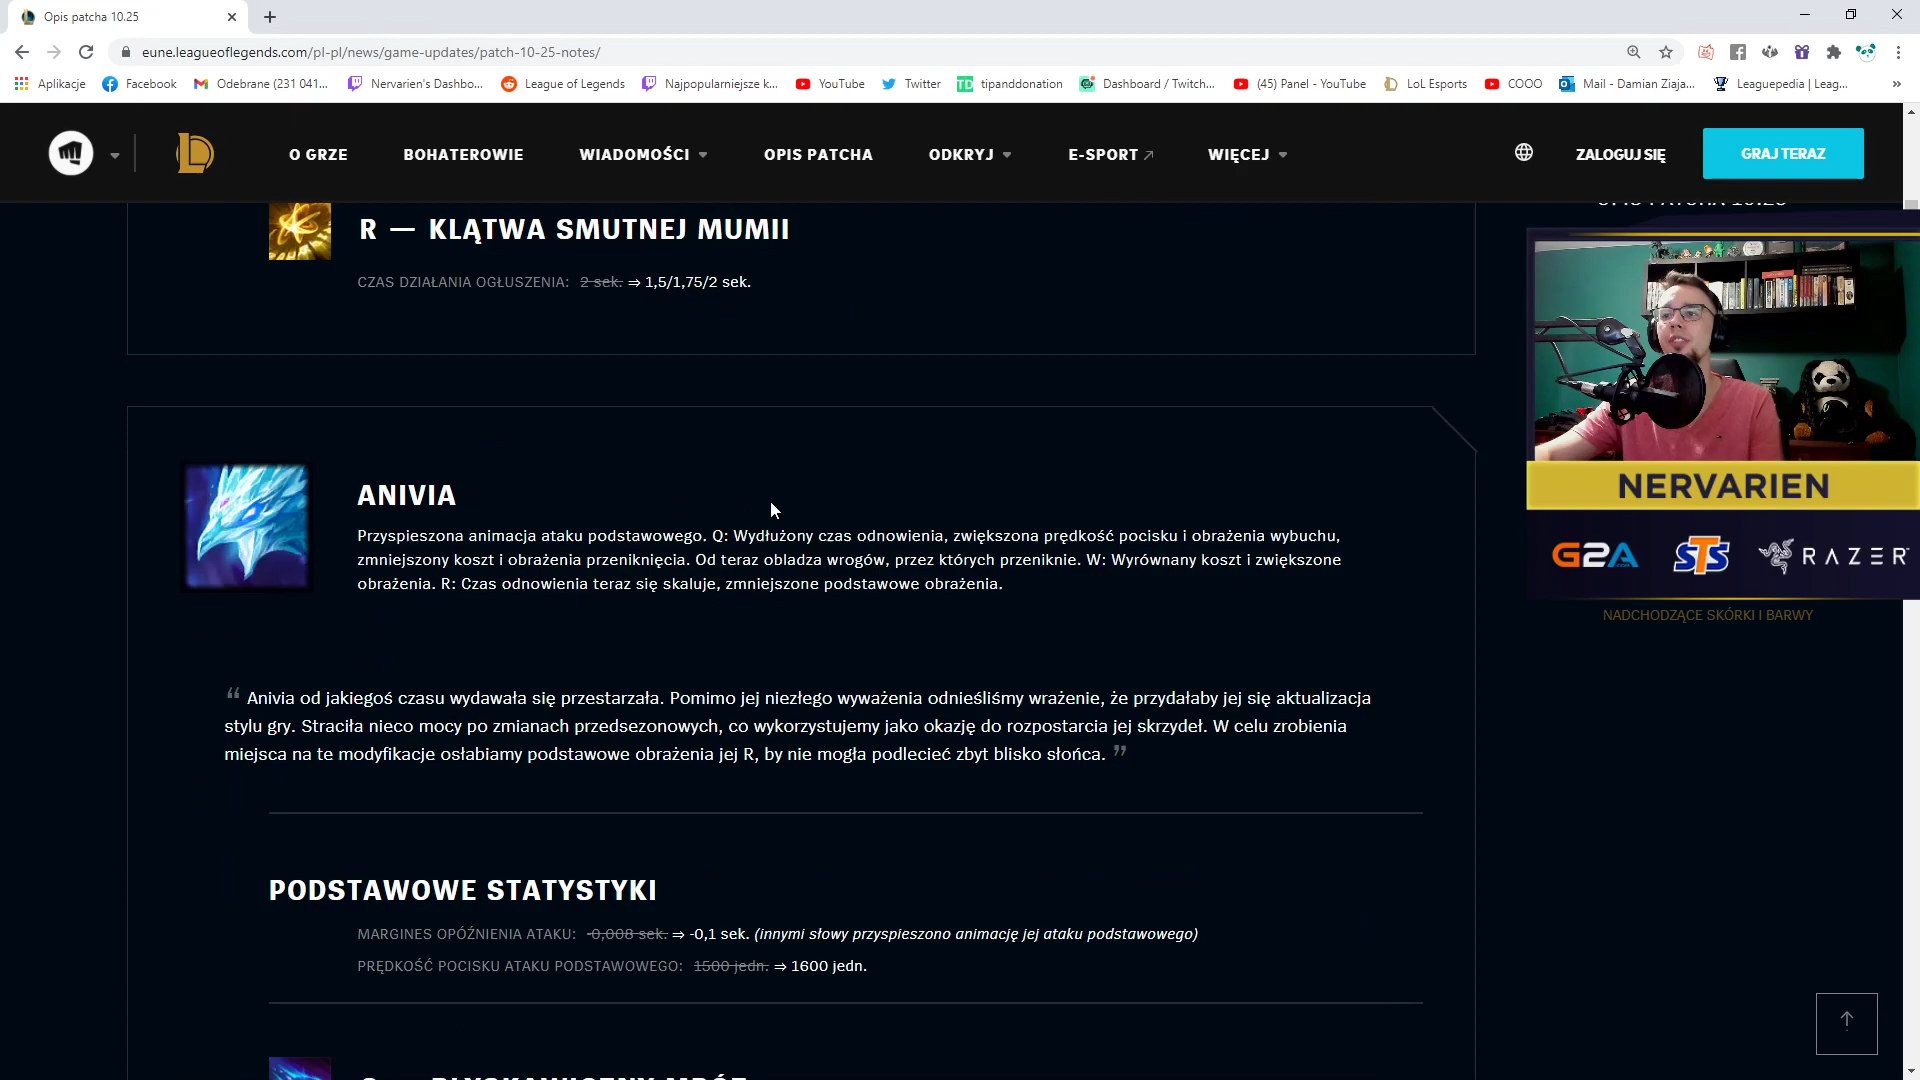 Opis patcha 10.25
eune.leagueoflegends.com/pl-pl/news/game-updates/patch-10-25-notes/
Aplikacje Facebook Odebrane (231 041... Nervarien's Dashbo... League of Legends Najpopularniejsze k... YouTube Twitter tipanddonation Dashboard / Twitch... (45) Panel - YouTube LoL Esports COOO Mail - Damian Ziaja... Leaguepedia | Leag... »
O GRZE BOHATEROWIE WIADOMOŚCI OPIS PATCHA ODKRYJ E-SPORT WIĘCEJ ZALOGUJ SIĘ GRAJ TERAZ
R — KLĄTWA SMUTNEJ MUMII
CZAS DZIAŁANIA OGŁUSZENIA: 2 sek. ⇒ 1,5/1,75/2 sek.
ANIVIA
Przyspieszona animacja ataku podstawowego. Q: Wydłużony czas odnowienia, zwiększona prędkość pocisku i obrażenia wybuchu,
zmniejszony koszt i obrażenia przeniknięcia. Od teraz obladza wrogów, przez których przeniknie. W: Wyrównany koszt i zwiększone
obrażenia. R: Czas odnowienia teraz się skaluje, zmniejszone podstawowe obrażenia.
“ Anivia od jakiegoś czasu wydawała się przestarzała. Pomimo jej niezłego wyważenia odnieśliśmy wrażenie, że przydałaby jej się aktualizacja
stylu gry. Straciła nieco mocy po zmianach przedsezonowych, co wykorzystujemy jako okazję do rozpostarcia jej skrzydeł. W celu zrobienia
miejsca na te modyfikacje osłabiamy podstawowe obrażenia jej R, by nie mogła podlecieć zbyt blisko słońca. ”
PODSTAWOWE STATYSTYKI
MARGINES OPÓŹNIENIA ATAKU: -0,008 sek. ⇒ -0,1 sek. (innymi słowy przyspieszono animację jej ataku podstawowego)
PRĘDKOŚĆ POCISKU ATAKU PODSTAWOWEGO: 1500 jedn. ⇒ 1600 jedn.
NERVARIEN
G2A STS RAZER
NADCHODZĄCE SKÓRKI I BARWY